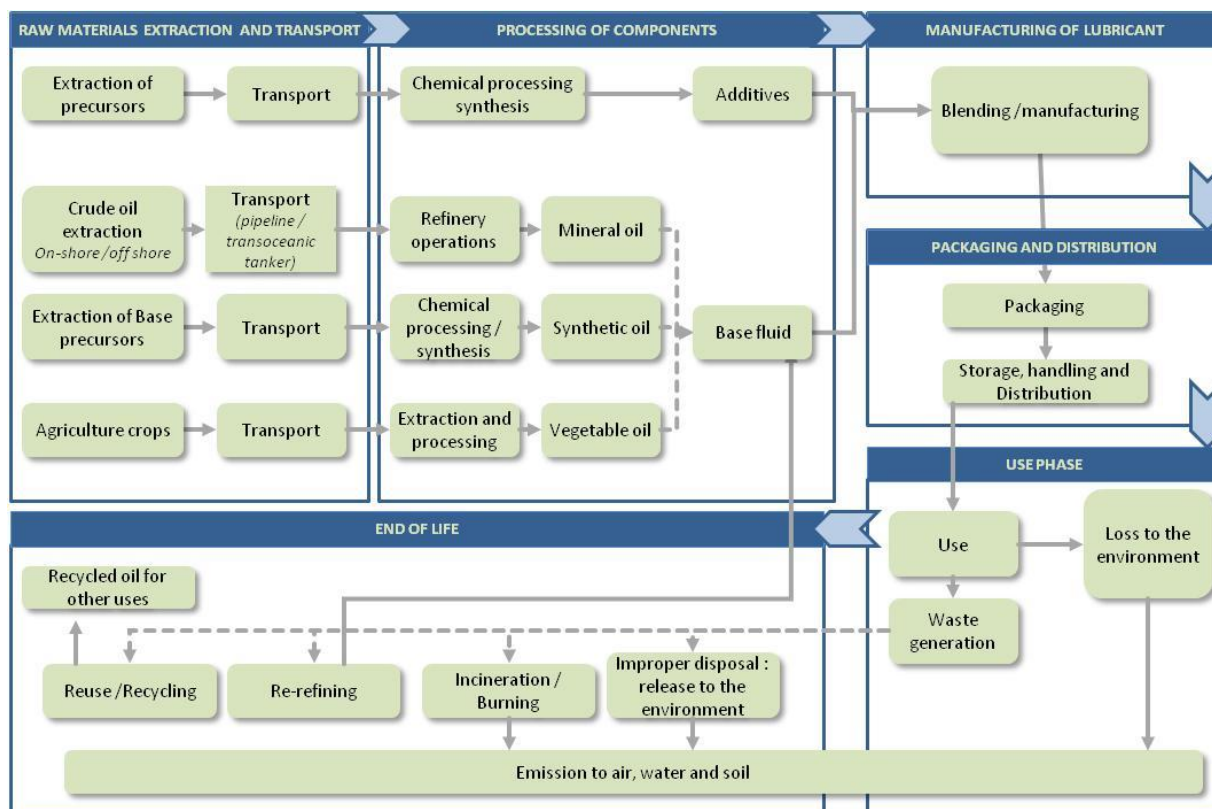 RAW MATERIALS EXTRACTION AND TRANSPORT
PROCESSING OF COMPONENTS
MANUFACTURING OF LUBRICANT
Extraction of
precursors
Transport
Chemical processing
synthesis
Additives
Blending /manufacturing
Crude oil
extraction
On-shore/off shore
Transport
(pipeline /
transoceanic
tanker)
Refinery
operations
Mineral oil
PACKAGING AND DISTRIBUTION
Packaging
Extraction of Base
precursors
Transport
Chemical
processing /
synthesis
Synthetic oil
Base fluid
Storage, handling and
Distribution
Agriculture crops
Transport
Extraction and
processing
Vegetable oil
USE PHASE
Use
Loss to the
environment
Waste
generation
END OF LIFE
Recycled oil for
other uses
Reuse /Recycling
Re-refining
Incineration /
Burning
Improper disposal :
release to the
environment
Emission to air, water and soil